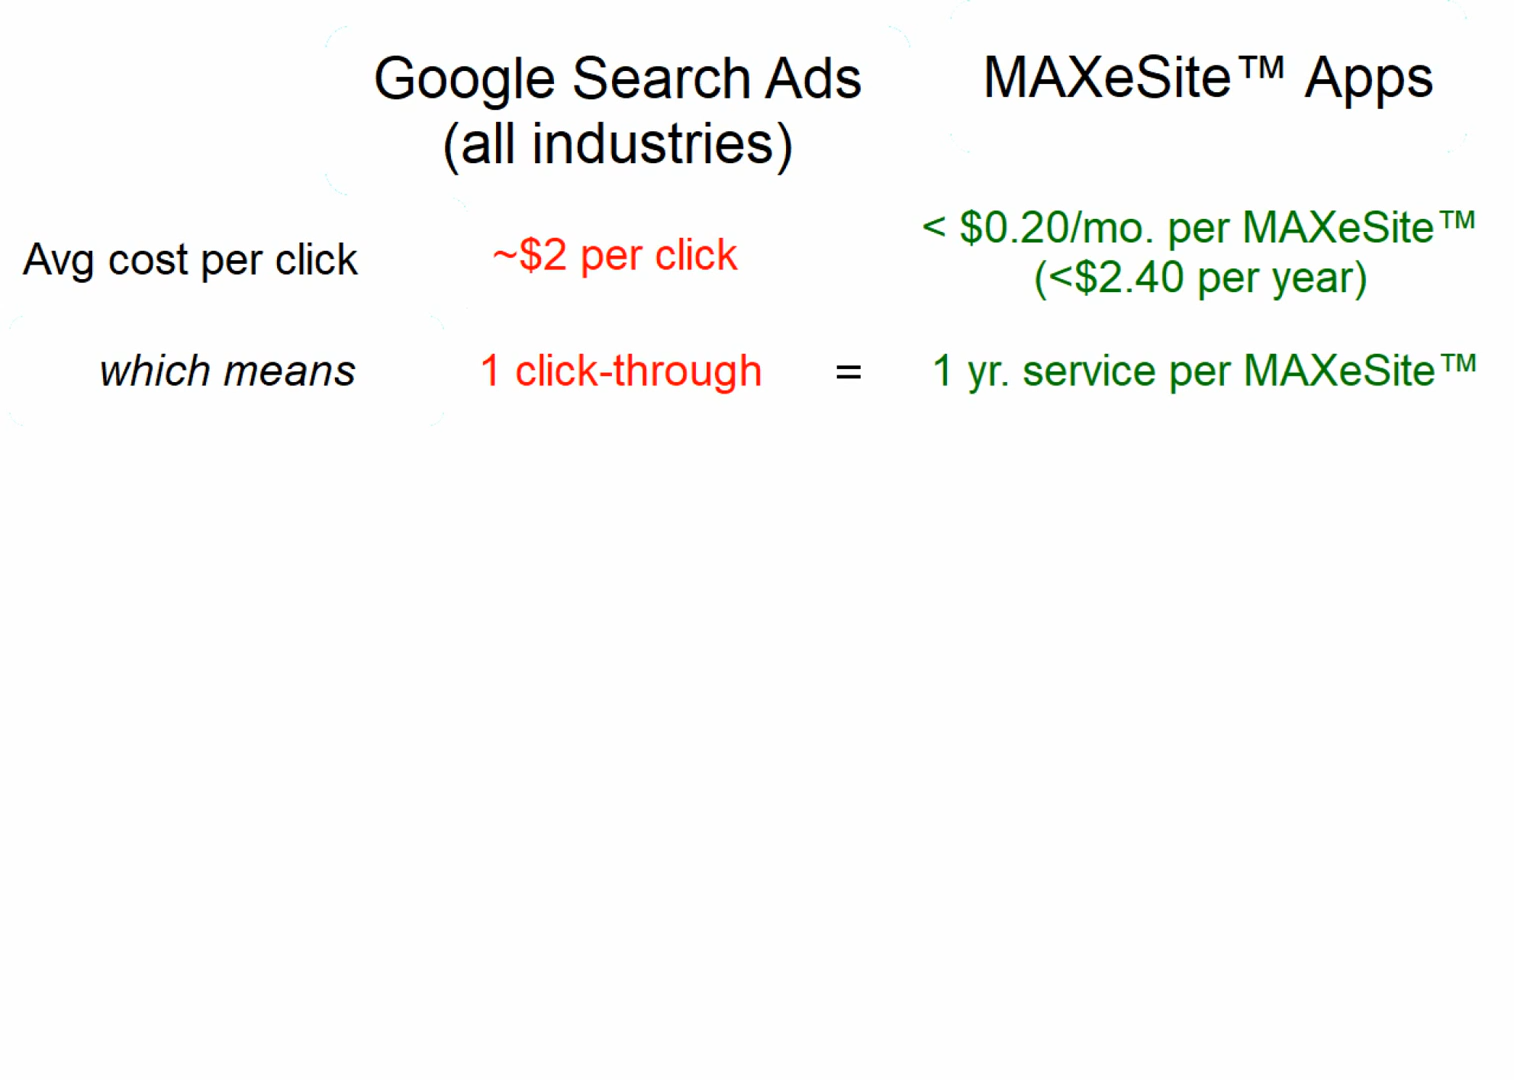 Google Search Ads
(all industries)
MAXeSite™ Apps
Avg cost per click
~$2 per click
< $0.20/mo. per MAXeSite™
(<$2.40 per year)
which means
1 click-through
=
1 yr. service per MAXeSite™